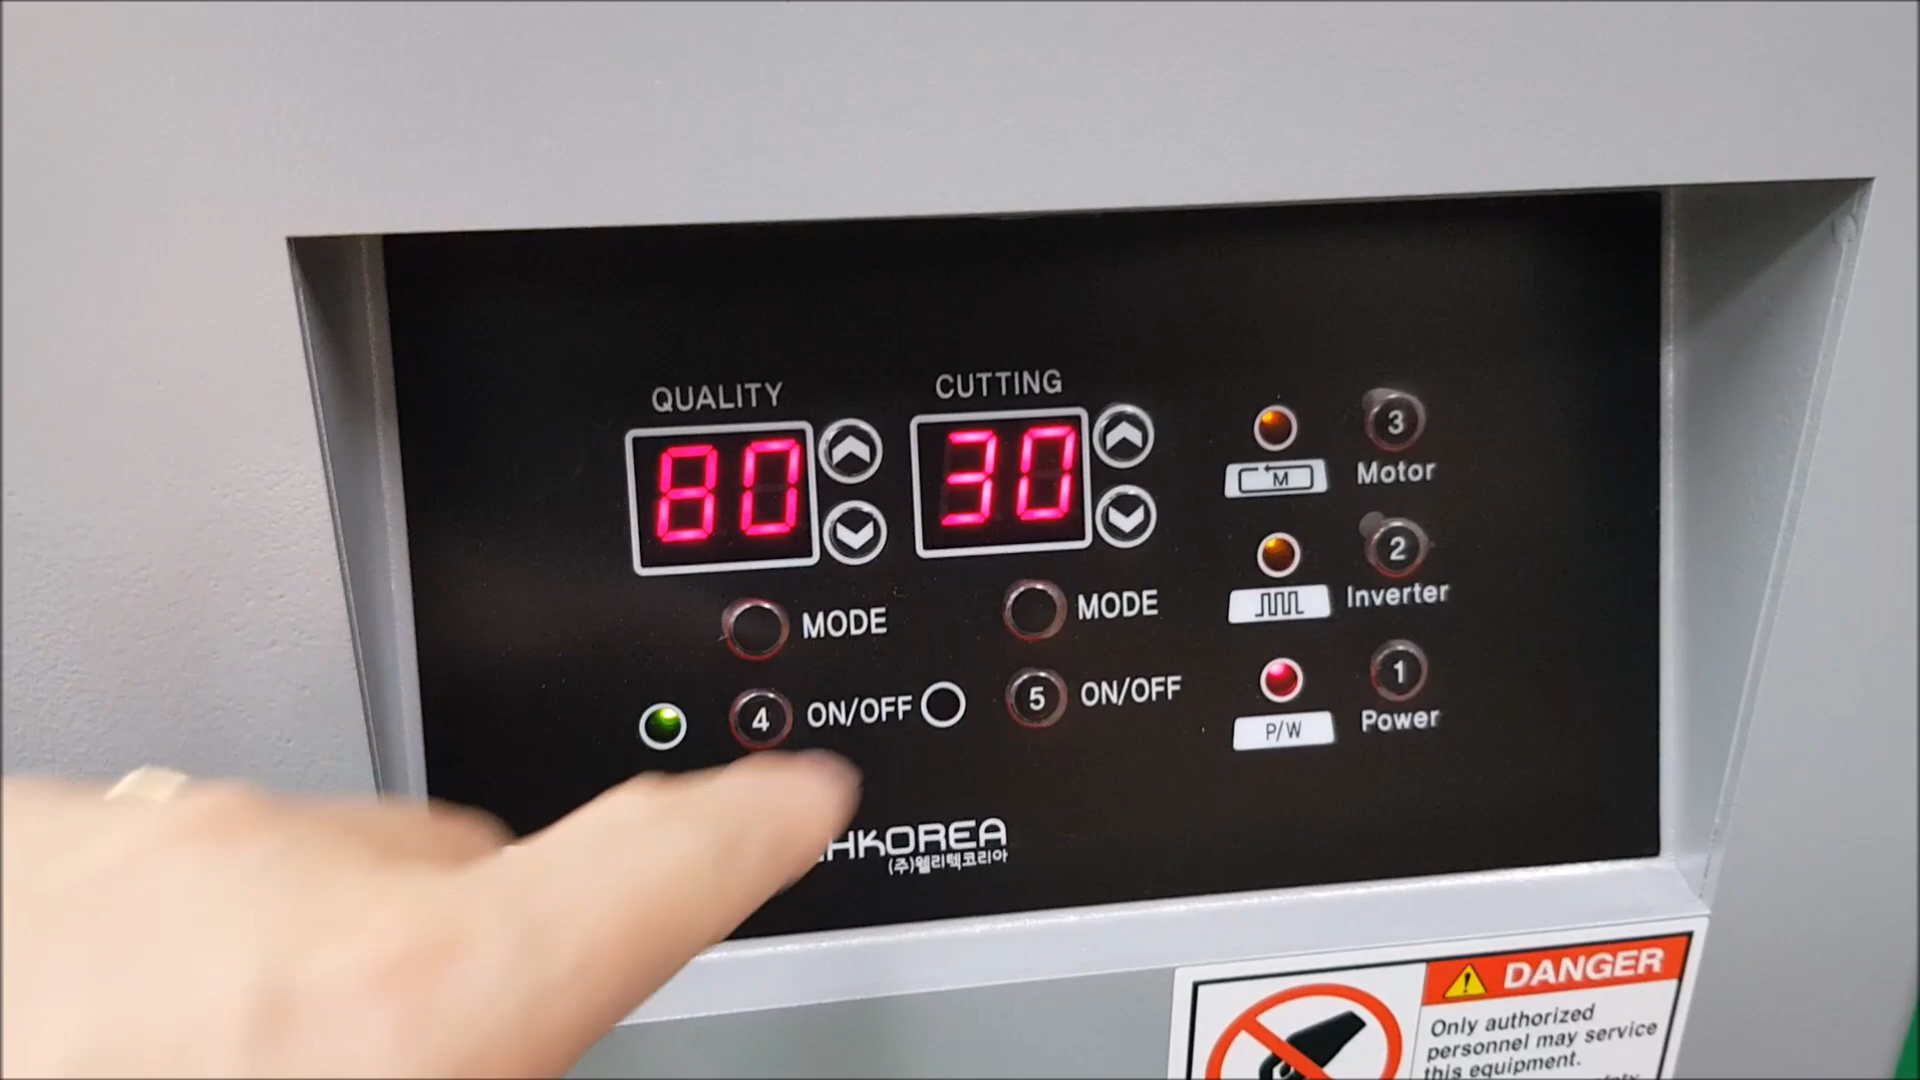 QUALITY
CUTTING
80
30
3
M
Motor
2
Inverter
MODE
MODE
1
4 ON/OFF
5 ON/OFF
P/W
Power
HKOREA
(주)웰리텍코리아
DANGER
Only authorized
personnel may service
this equipment.